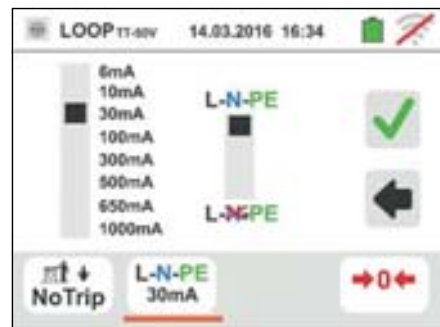 LOOP TT-50V 14.03.2016 16:34
6mA
10mA
30mA
100mA
300mA
500mA
650mA
1000mA
L-N-PE
L-N-PE
NoTrip
L-N-PE
30mA
0